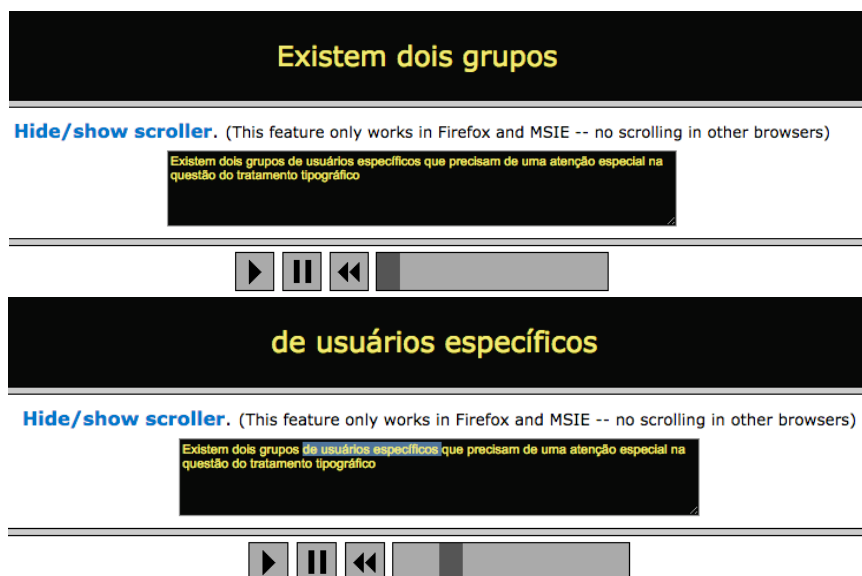 Existem dois grupos
Hide/show scroller. (This feature only works in Firefox and MSIE -- no scrolling in other browsers)
Existem dois grupos de usuários específicos que precisam de uma atenção especial na
questão do tratamento tipográfico
de usuários específicos
Hide/show scroller. (This feature only works in Firefox and MSIE -- no scrolling in other browsers)
Existem dois grupos de usuários específicos que precisam de uma atenção especial na
questão do tratamento tipográfico